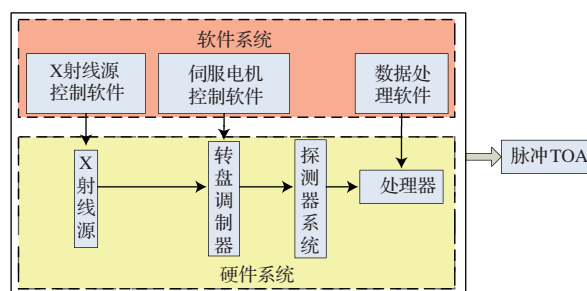 软件系统
X射线源
控制软件
伺服电机
控制软件
数据处
理软件
X
射
线
源
转
盘
调
制
器
探
测
器
系
统
处理器
脉冲TOA
硬件系统